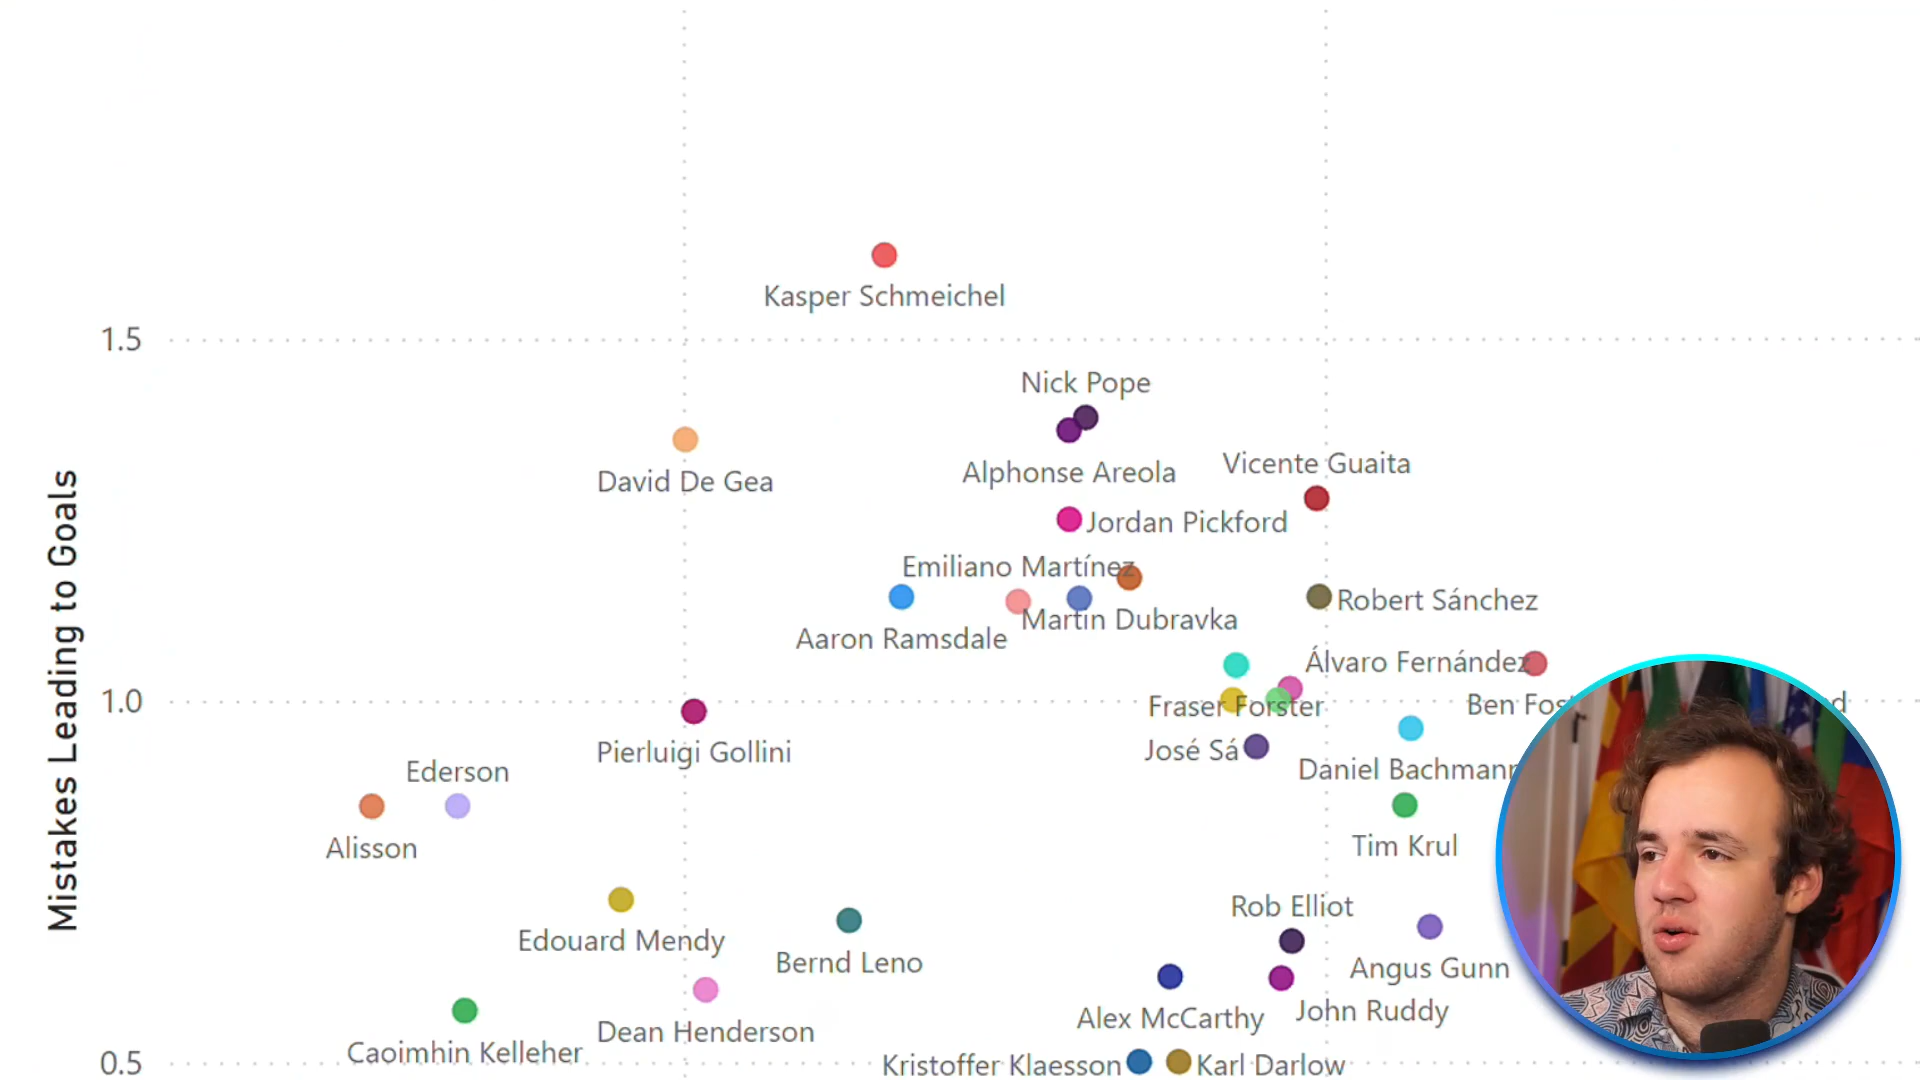 Kasper Schmeichel
1.5
Nick Pope
Vicente Guaita
Alphonse Areola
David De Gea
Jordan Pickford
Emiliano Martínez
Robert Sánchez
Martin Dubravka
Aaron Ramsdale
Álvaro Fernández
1.0
Fraser Forster
Ben
José Sá
Pierluigi Gollini
Daniel Bachmann
Ederson
Alisson
Tim Krul
Mistakes Leading to Goals
Rob Elliot
Edouard Mendy
Bernd Leno
Angus Gunn
John Ruddy
Alex McCarthy
Dean Henderson
Caoimhin Kelleher
0.5
Kristoffer Klaesson
Karl Darlow